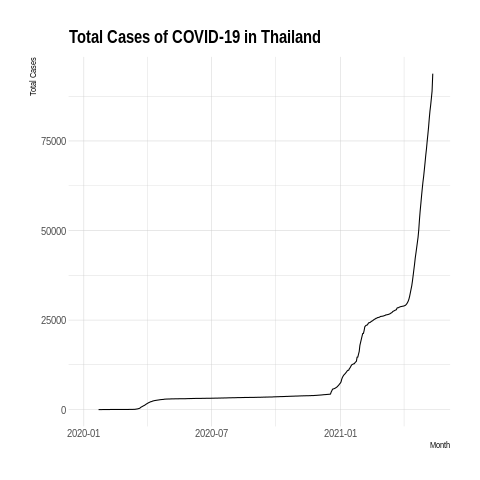 Total Cases of COVID-19 in Thailand
Total Cases
75000
50000
25000
0
2020-01
2020-07
2021-01
Month